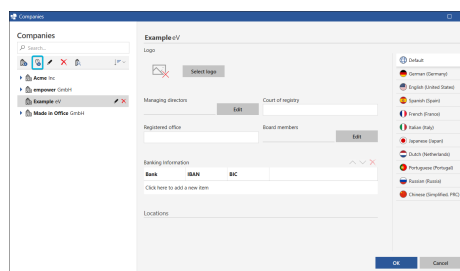 Companies
Companies
Search...
Acme Inc
empower GmbH
Example eV
Made in Office GmbH
Example eV
Logo
Select logo
Managing directors
Edit
Court of registry
Registered office
Board members
Edit
Banking information
Bank IBAN BIC
Click here to add a new item
Locations
Default
German (Germany)
English (United States)
Spanish (Spain)
French (France)
Italian (Italy)
Japanese (Japan)
Dutch (Netherlands)
Portuguese (Portugal)
Russian (Russia)
Chinese (Simplified, PRC)
OK
Cancel